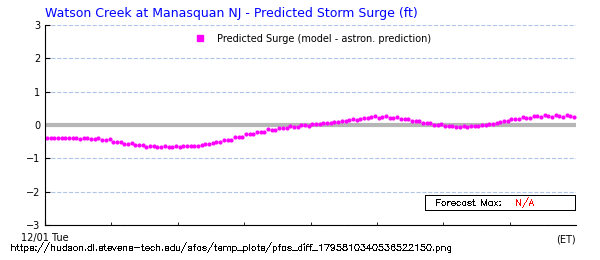 Watson Creek at Manasquan NJ - Predicted Storm Surge (ft)
3
Predicted Surge (model - astron. prediction)
2
1
0
−1
−2
Forecast Max: N/A
−3
12/01 Tue
(ET)
https://hudson.dl.stevens-tech.edu/sfas/temp_plots/pfas_diff_1795810340536522150.png